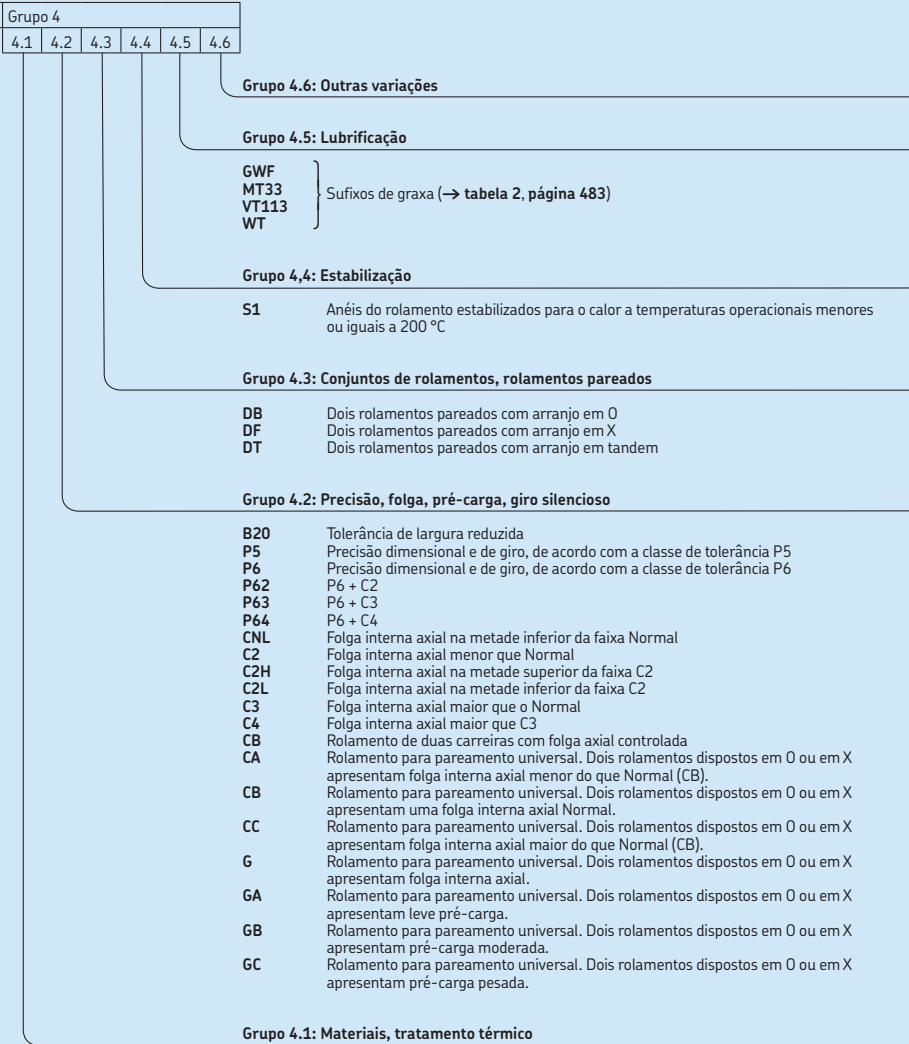 Grupo 4
4.1 4.2 4.3 4.4 4.5 4.6
Grupo 4.6: Outras variações
Grupo 4.5: Lubrificação
GWF
MT33
VT113
WT
Sufixos de graxa (→ tabela 2, página 483)
Grupo 4,4: Estabilização
S1 Anéis do rolamento estabilizados para o calor a temperaturas operacionais menores
ou iguais a 200 °C
Grupo 4.3: Conjuntos de rolamentos, rolamentos pareados
DB Dois rolamentos pareados com arranjo em O
DF Dois rolamentos pareados com arranjo em X
DT Dois rolamentos pareados com arranjo em tandem
Grupo 4.2: Precisão, folga, pré-carga, giro silencioso
B20 Tolerância de largura reduzida
P5 Precisão dimensional e de giro, de acordo com a classe de tolerância P5
P6 Precisão dimensional e de giro, de acordo com a classe de tolerância P6
P62 P6 + C2
P63 P6 + C3
P64 P6 + C4
CNL Folga interna axial na metade inferior da faixa Normal
C2 Folga interna axial menor que Normal
C2H Folga interna axial na metade superior da faixa C2
C2L Folga interna axial na metade inferior da faixa C2
C3 Folga interna axial maior que o Normal
C4 Folga interna axial maior que C3
CB Rolamento de duas carreiras com folga axial controlada
CA Rolamento para pareamento universal. Dois rolamentos dispostos em O ou em X
apresentam folga interna axial menor do que Normal (CB).
CB Rolamento para pareamento universal. Dois rolamentos dispostos em O ou em X
apresentam uma folga interna axial Normal.
CC Rolamento para pareamento universal. Dois rolamentos dispostos em O ou em X
apresentam folga interna axial maior do que Normal (CB).
G Rolamento para pareamento universal. Dois rolamentos dispostos em O ou em X
apresentam folga interna axial.
GA Rolamento para pareamento universal. Dois rolamentos dispostos em O ou em X
apresentam leve pré-carga.
GB Rolamento para pareamento universal. Dois rolamentos dispostos em O ou em X
apresentam pré-carga moderada.
GC Rolamento para pareamento universal. Dois rolamentos dispostos em O ou em X
apresentam pré-carga pesada.
Grupo 4.1: Materiais, tratamento térmico